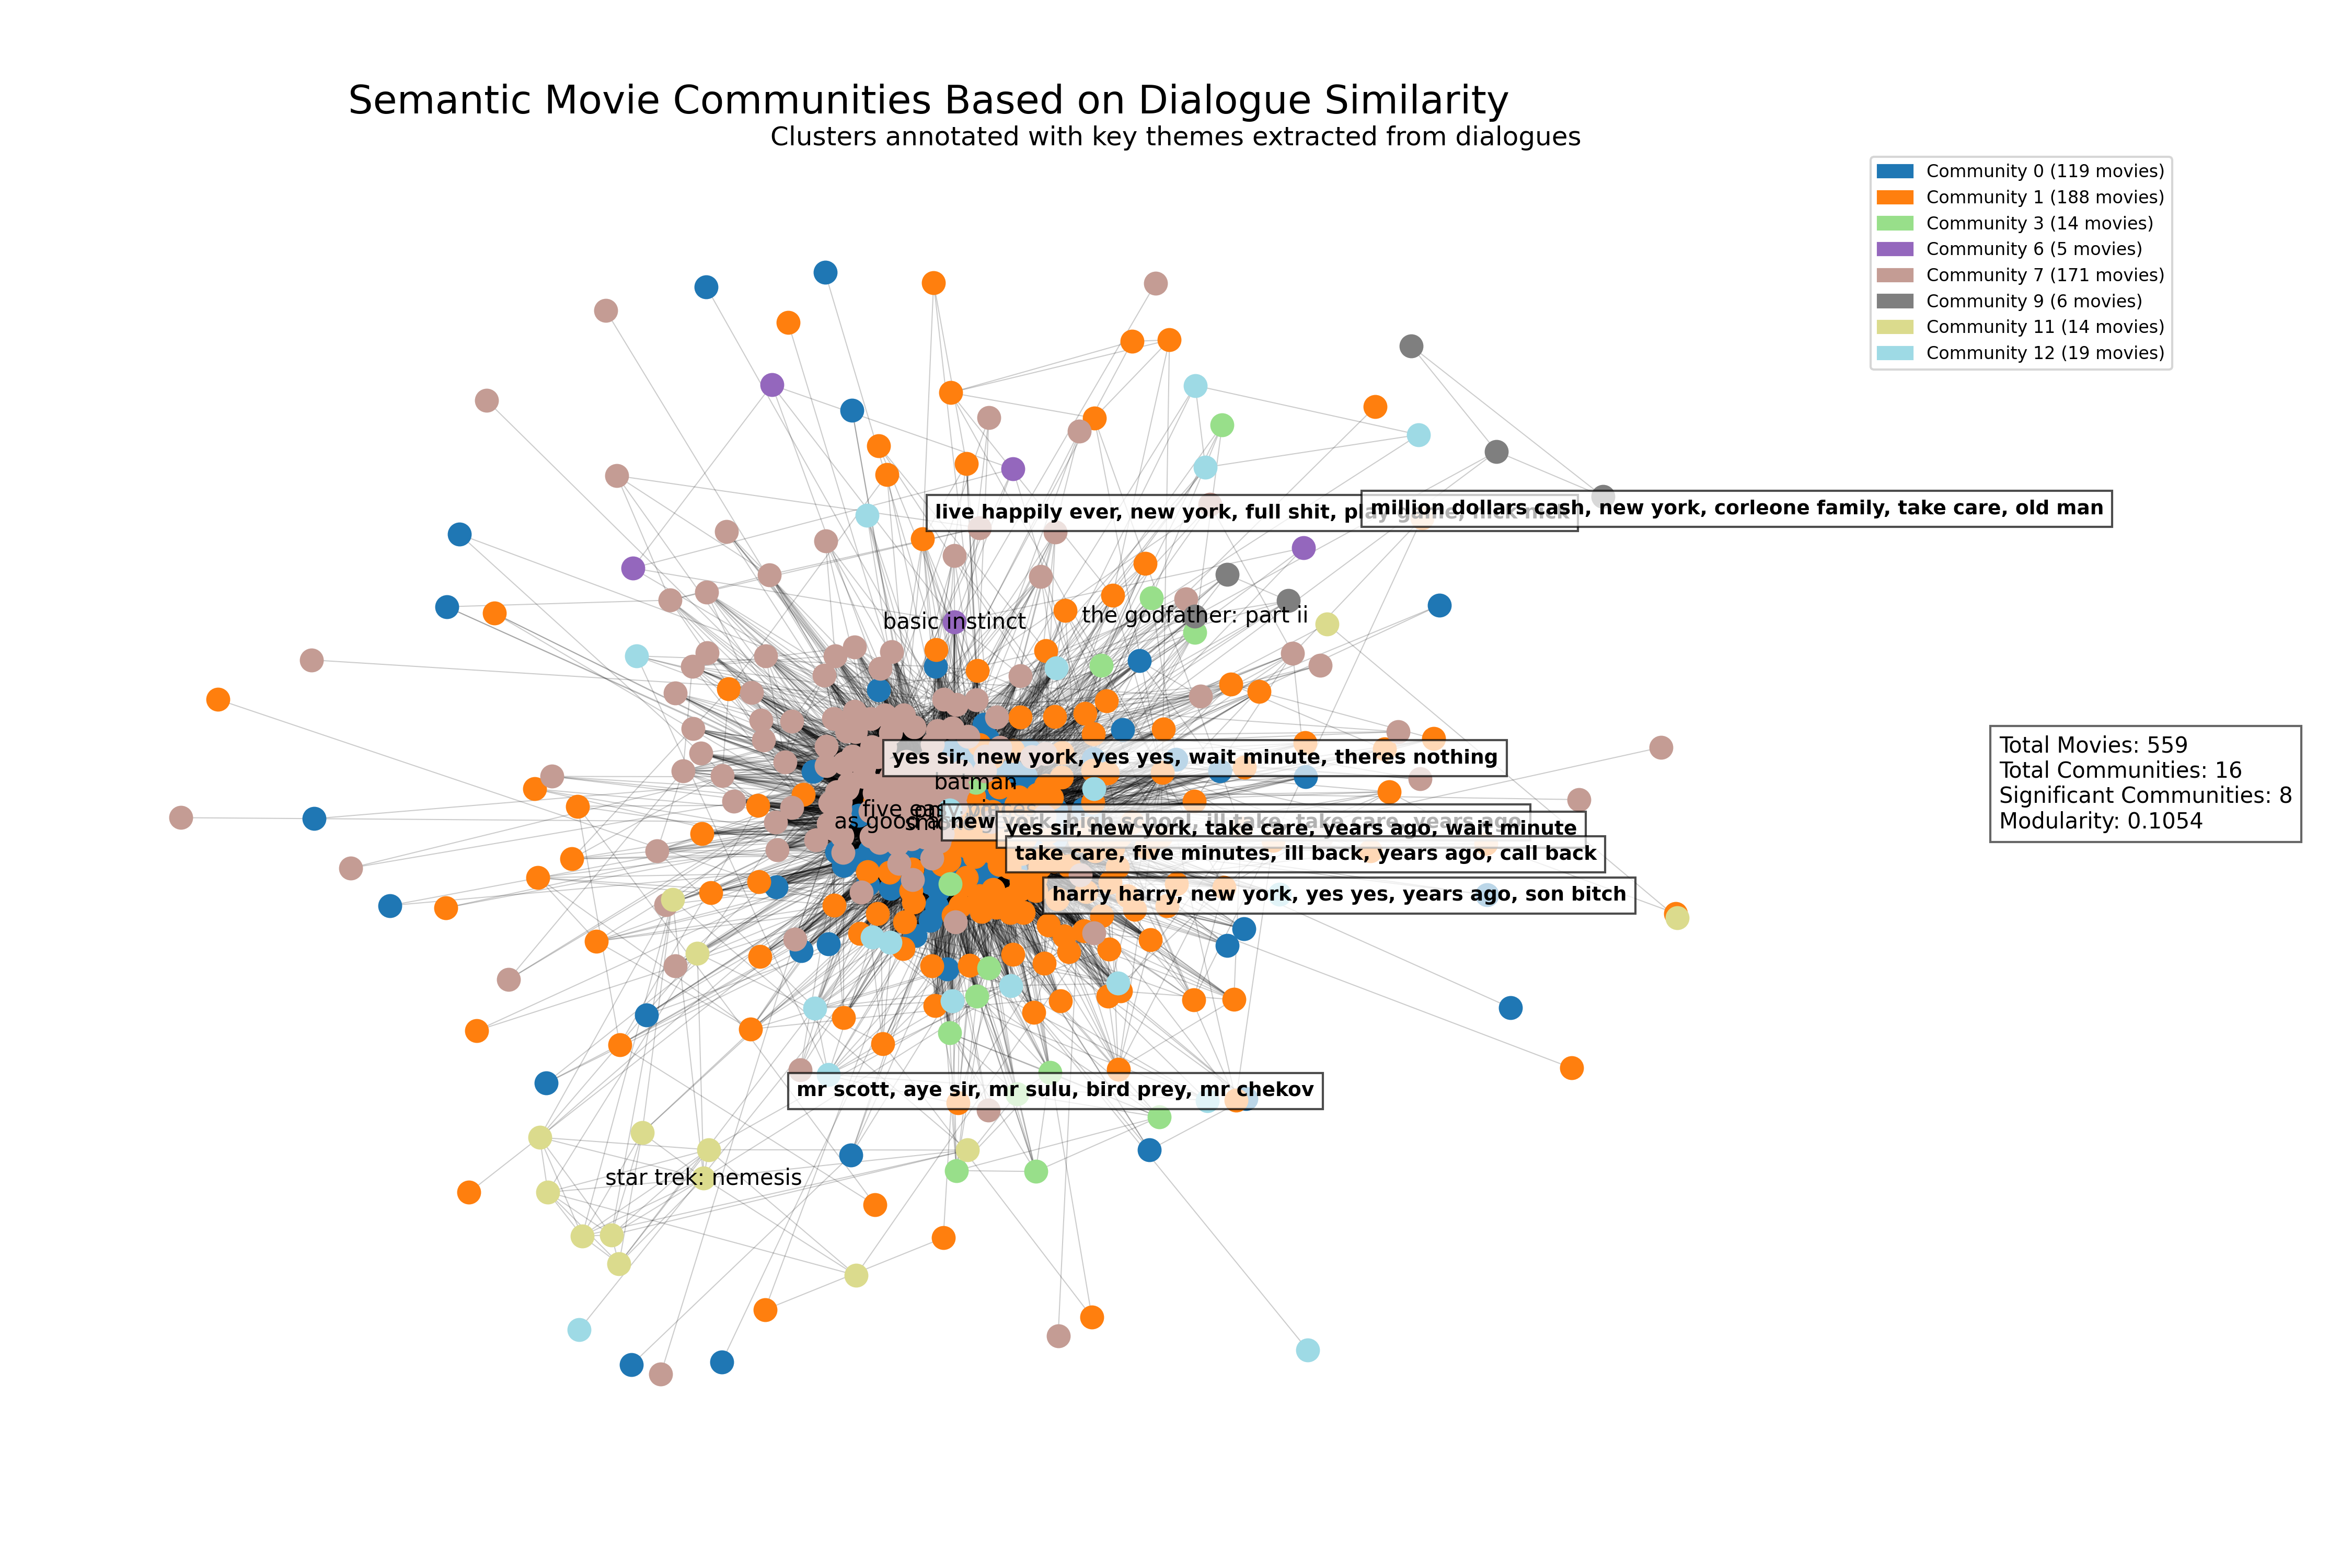 Semantic Movie Communities Based on Dialogue Similarity
Clusters annotated with key themes extracted from dialogues
Community 0 (119 movies)
Community 1 (188 movies)
Community 3 (14 movies)
Community 6 (5 movies)
Community 7 (171 movies)
Community 9 (6 movies)
Community 11 (14 movies)
Community 12 (19 movies)
live happily ever, new york, full shit, play game, nick nick
million dollars cash, new york, corleone family, take care, old man
basic instinct
the godfather: part ii
yes sir, new york, yes yes, wait minute, theres nothing
Total Movies: 559
Total Communities: 16
Significant Communities: 8
Modularity: 0.1054
batman
five easy pieces
as good
new york, high school, ill take, take care, years ago
yes sir, new york, take care, years ago, wait minute
take care, five minutes, ill back, years ago, call back
harry harry, new york, yes yes, years ago, son bitch
mr scott, aye sir, mr sulu, bird prey, mr chekov
star trek: nemesis